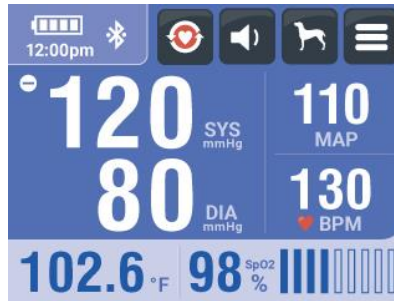 12:00pm
120 SYS mmHg
80 DIA mmHg
110
MAP
130
BPM
102.6 °F
98 SpO2 %